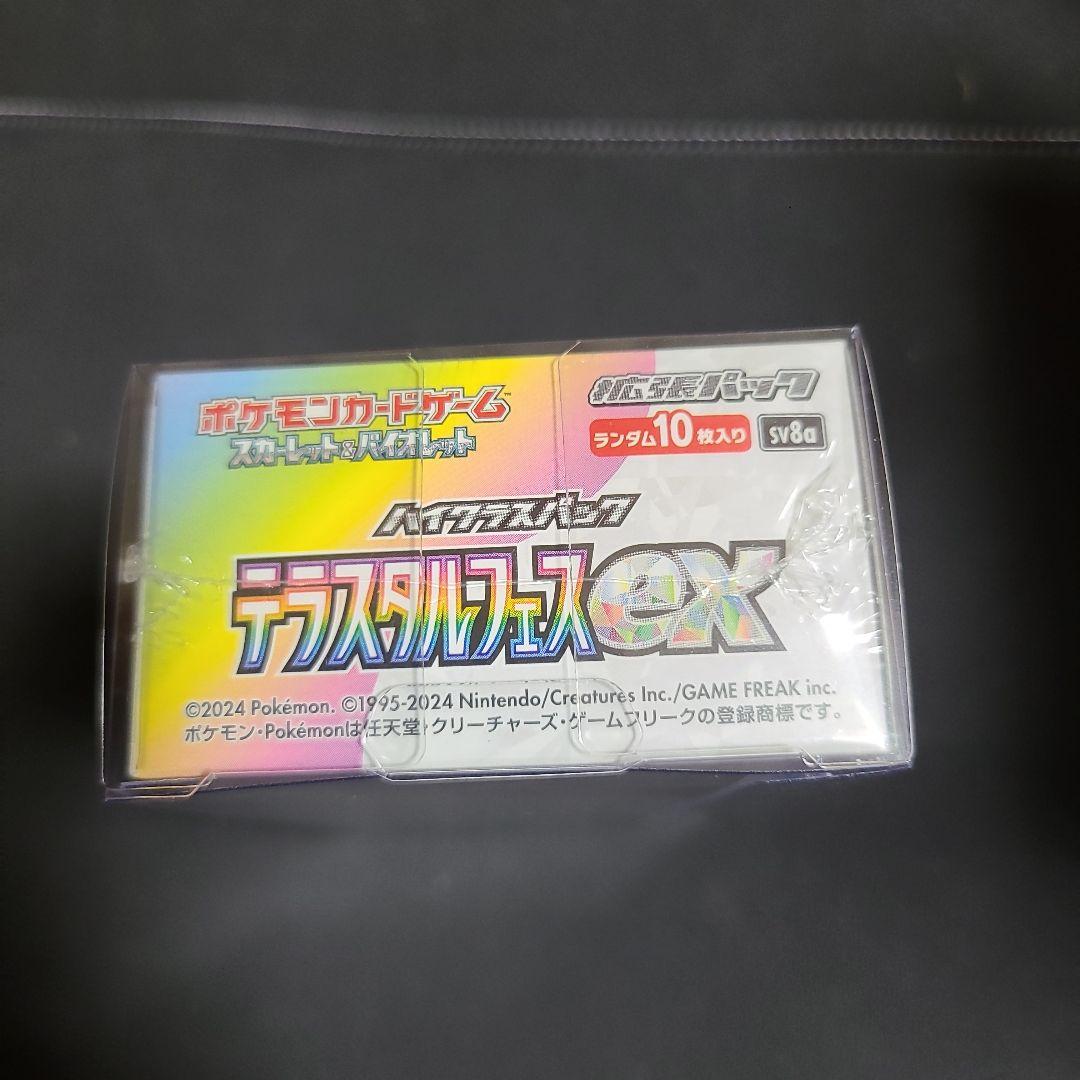 ポケモンカードゲーム™
スカーレット&バイオレット
拡張パック
ランダム10枚入り
SV8a
ハイクラスパック
テラスタルフェスex
©2024 Pokémon. ©1995-2024 Nintendo/Creatures Inc./GAME FREAK inc.
ポケモン・Pokémonは任天堂・クリーチャーズ・ゲームフリークの登録商標です。